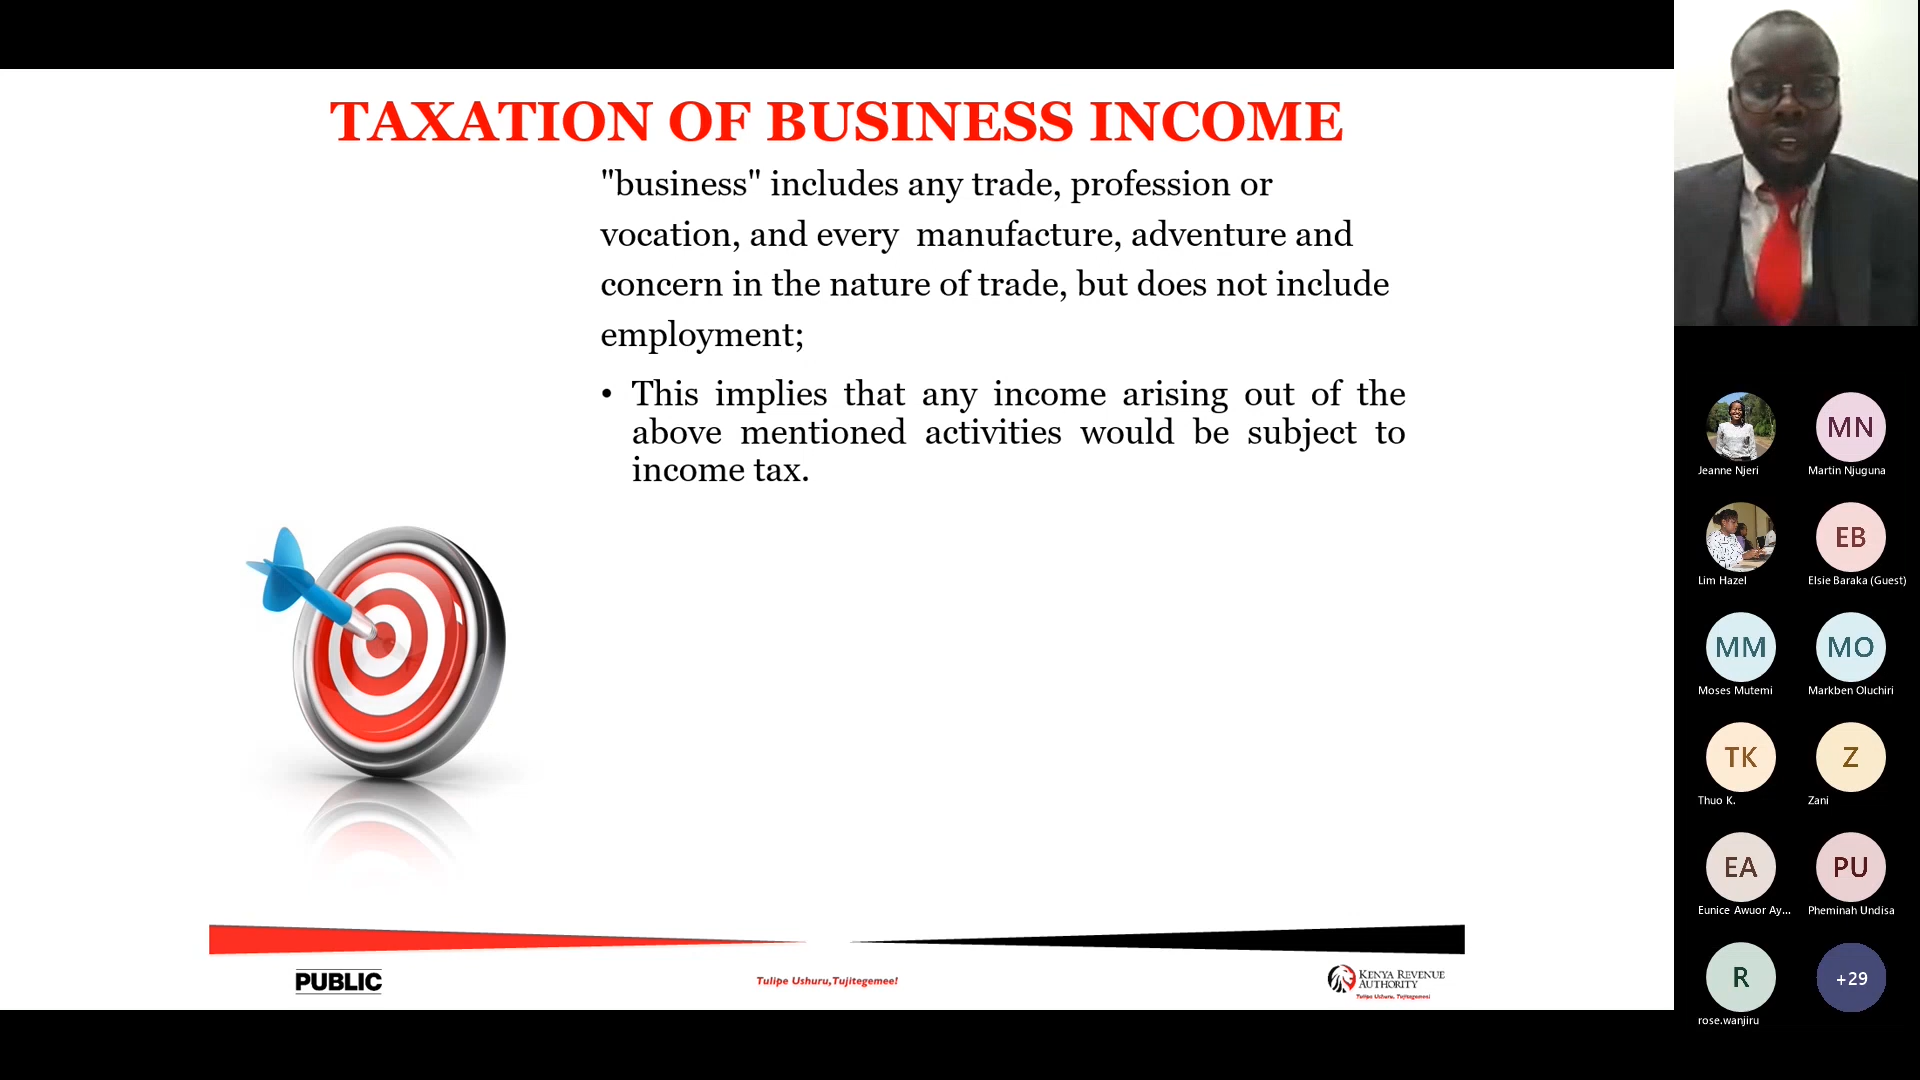 TAXATION OF BUSINESS INCOME
"business" includes any trade, profession or
vocation, and every manufacture, adventure and
concern in the nature of trade, but does not include
employment;
• This implies that any income arising out of the
above mentioned activities would be subject to
income tax.
PUBLIC
Tulipe Ushuru,Tujitegemee!
KENYA REVENUE
AUTHORITY
Tulipe Ushuru, Tujitegemee!
MN
Jeanne Njeri
Martin Njuguna
EB
Lim Hazel
Elsie Baraka (Guest)
MM
MO
Moses Mutemi
Markben Oluchiri
TK
Z
Thuo K.
Zani
EA
PU
Eunice Awuor Ay...
Pheminah Undisa
R
+29
rose.wanjiru